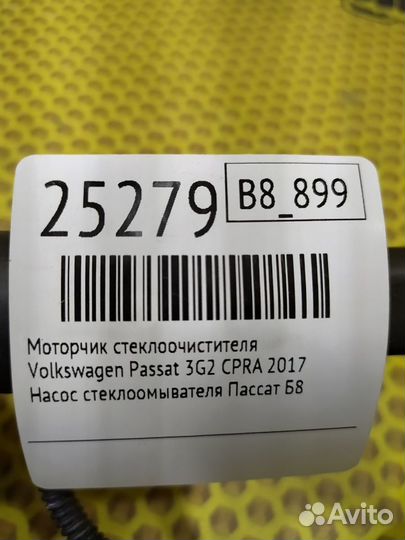 25279
B8_899
Моторчик стеклоочистителя
Volkswagen Passat 3G2 CPRA 2017
Насос стеклоомывателя Пассат Б8
Avito